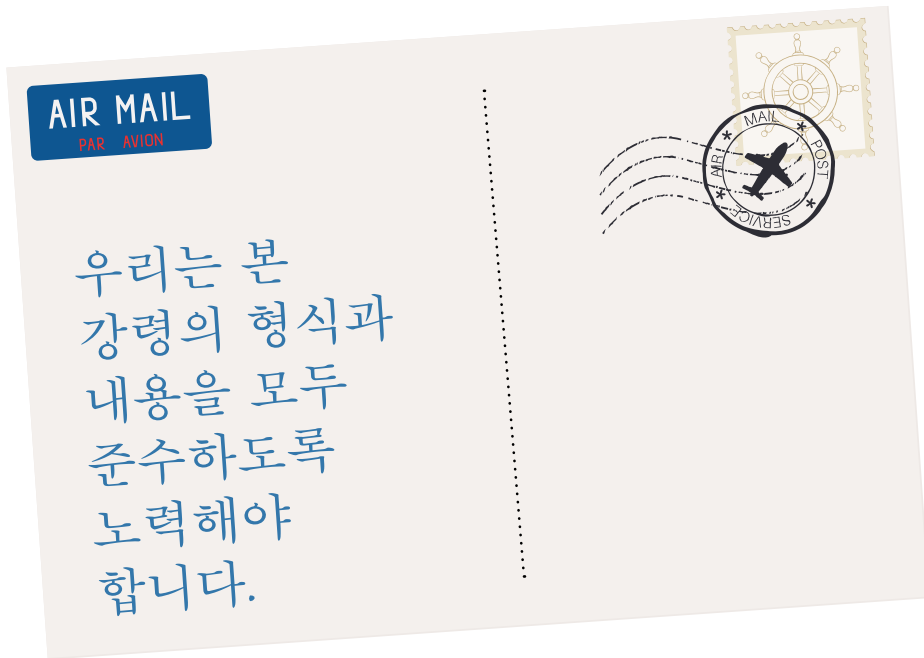 AIR MAIL
PAR AVION
MAIL
POST
SERVICE
AIR
우리는 본
강령의 형식과
내용을 모두
준수하도록
노력해야
합니다.